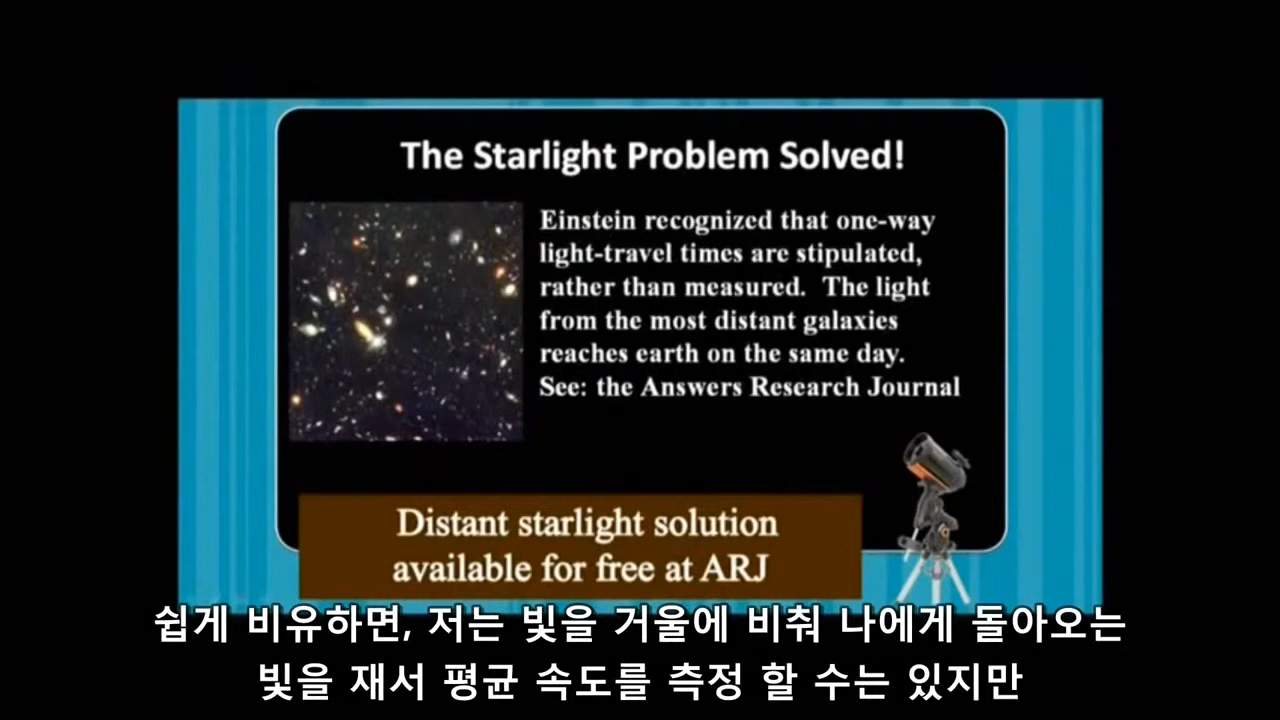 The Starlight Problem Solved!
Einstein recognized that one-way
light-travel times are stipulated,
rather than measured.  The light
from the most distant galaxies
reaches earth on the same day.
See: the Answers Research Journal
Distant starlight solution
available for free at ARJ
쉽게 비유하면, 저는 빛을 거울에 비춰 나에게 돌아오는
빛을 재서 평균 속도를 측정 할 수는 있지만